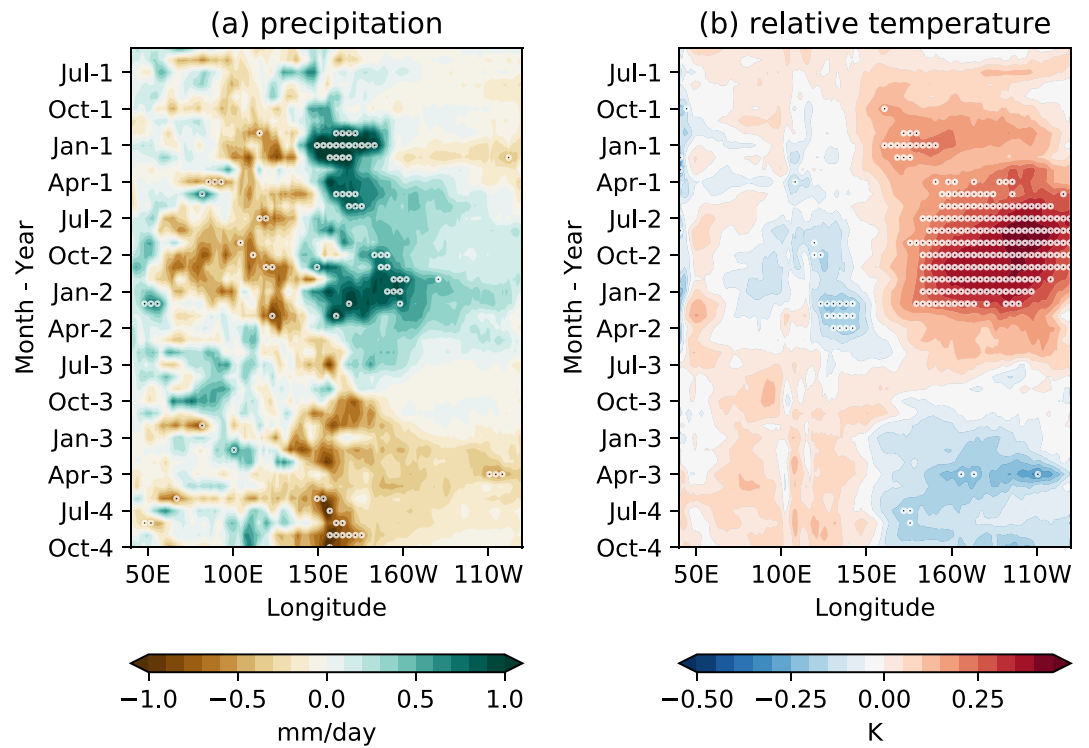 (a) precipitation
Month - Year
Jul-1
Oct-1
Jan-1
Apr-1
Jul-2
Oct-2
Jan-2
Apr-2
Jul-3
Oct-3
Jan-3
Apr-3
Jul-4
Oct-4
50E 100E 150E 160W 110W
Longitude
−1.0 −0.5 0.0 0.5 1.0
mm/day
(b) relative temperature
Month - Year
Jul-1
Oct-1
Jan-1
Apr-1
Jul-2
Oct-2
Jan-2
Apr-2
Jul-3
Oct-3
Jan-3
Apr-3
Jul-4
Oct-4
50E 100E 150E 160W 110W
Longitude
−0.50 −0.25 0.00 0.25
K